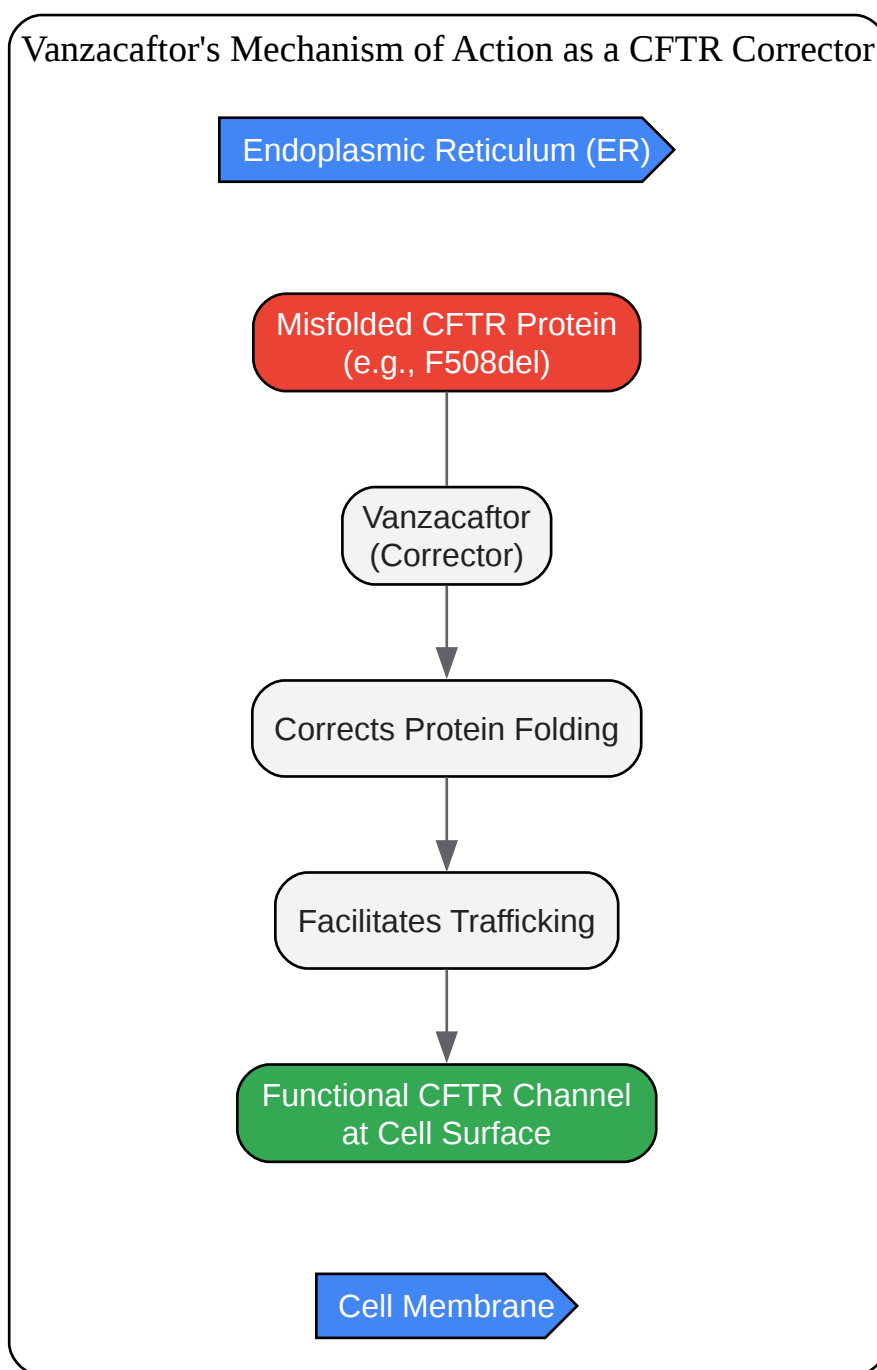 Vanzacaftor's Mechanism of Action as a CFTR Corrector
Endoplasmic Reticulum (ER)
Misfolded CFTR Protein
(e.g., F508del)
Vanzacaftor
(Corrector)
Corrects Protein Folding
Facilitates Trafficking
Functional CFTR Channel
at Cell Surface
Cell Membrane